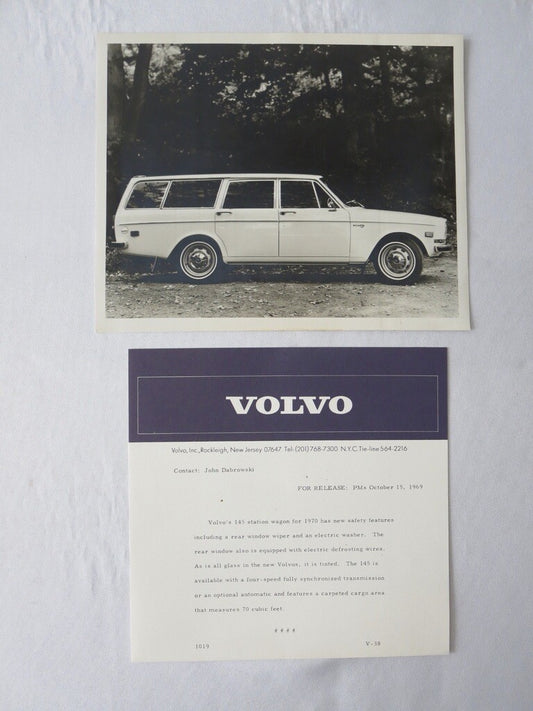 VOLVO
Volvo, Inc., Rockleigh, New Jersey 07647 Tel: (201) 768-7300 N.Y.C. Tie-line 564-2216
Contact: John Dabrowski
FOR RELEASE: PMs October 15, 1969
Volvo's 145 station wagon for 1970 has new safety features
including a rear window wiper and an electric washer. The
rear window also is equipped with electric defrosting wires.
As is all glass in the new Volvos, it is tinted. The 145 is
available with a four-speed fully synchronized transmission
or an optional automatic and features a carpeted cargo area
that measures 70 cubic feet.
####
1019 V-38